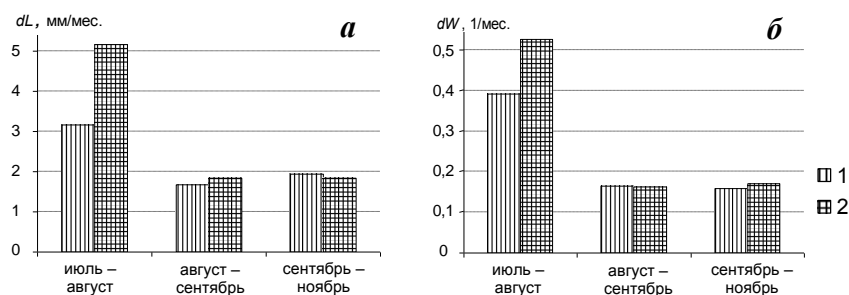 dL, мм/мес.
а
5
4
3
2
1
0
июль –
август
август –
сентябрь
сентябрь –
ноябрь
dW, 1/мес.
б
0,5
0,4
0,3
0,2
0,1
0
июль –
август
август –
сентябрь
сентябрь –
ноябрь
1
2